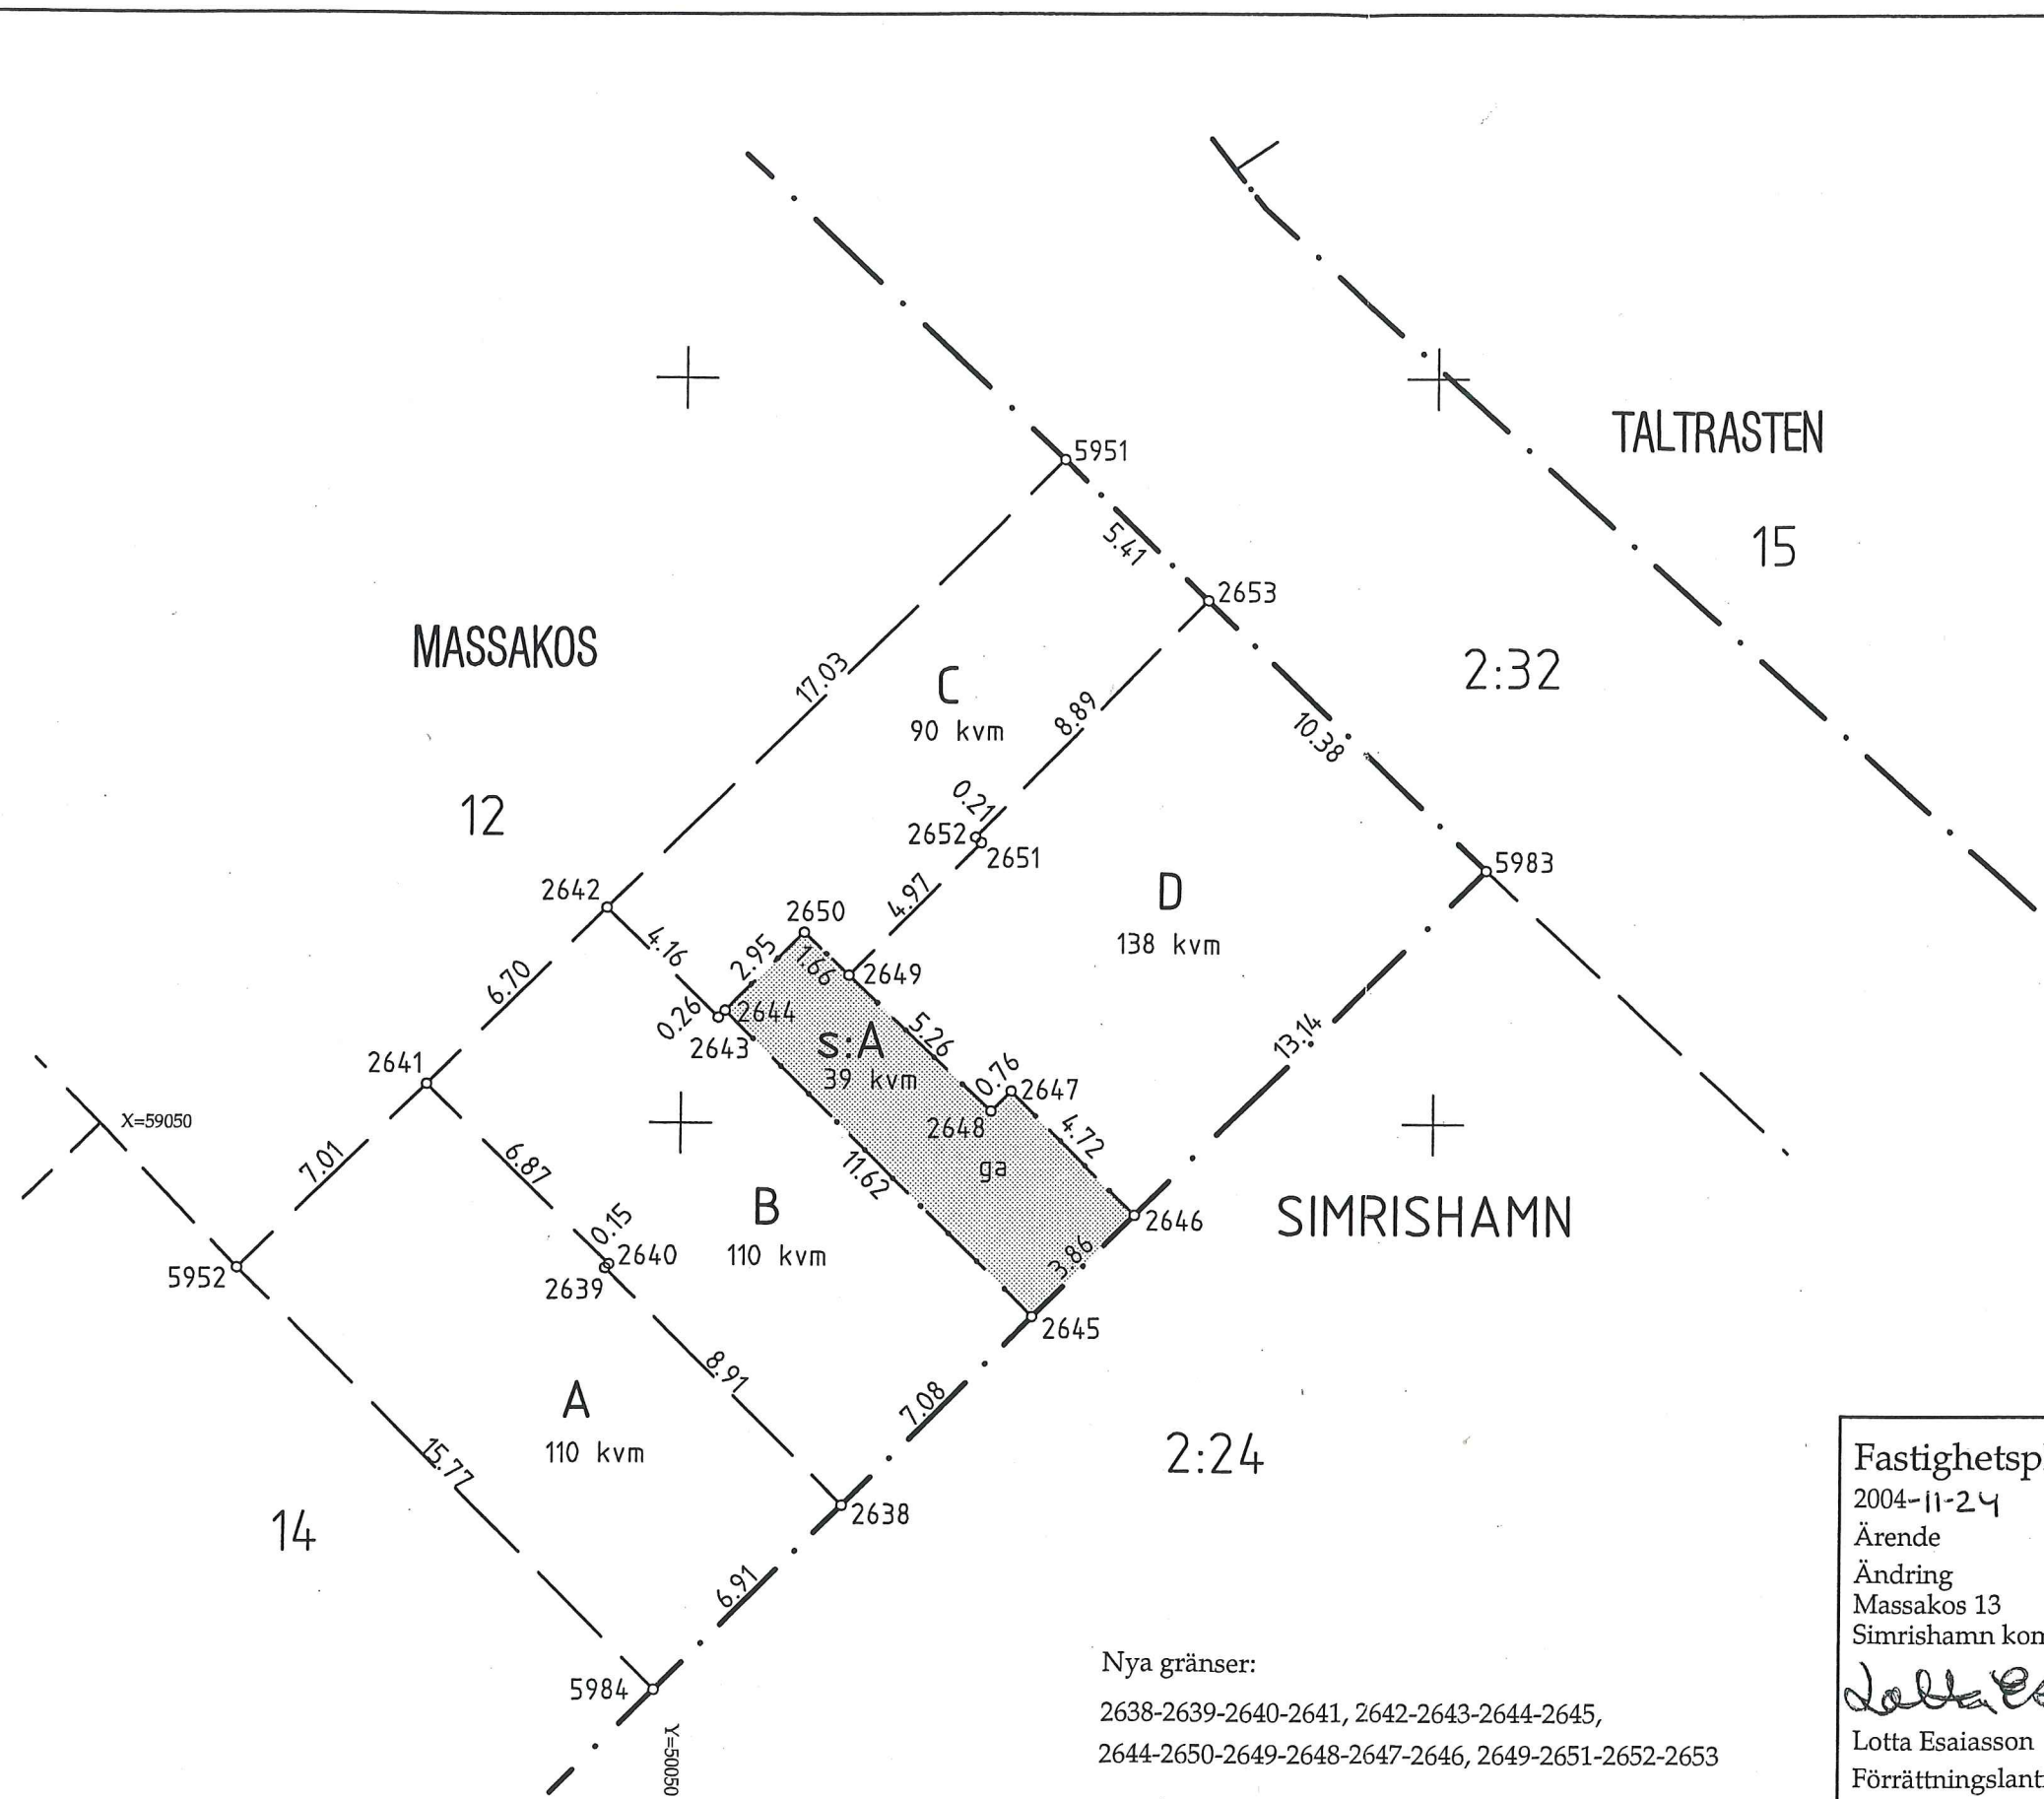 5951
TALTRASTEN
15
5.41
2653
2:32
MASSAKOS
17.03
C
90 kvm
8.89
10.38
12
0.21
2652
2651
5983
2642
D
138 kvm
4.97
2650
4.16
2.95
1.66
2649
6.70
0.26
2644
2643
s:A
39 kvm
5.26
0.76
2647
13.14
2641
X=59050
2648
4.72
7.01
6.87
11.62
ga
B
110 kvm
0.15
2640
2639
2646
SIMRISHAMN
5952
3.86
2645
8.91
7.08
A
110 kvm
2:24
15.77
14
2638
6.91
5984
Y=50050
Nya gränser:
2638-2639-2640-2641, 2642-2643-2644-2645,
2644-2650-2649-2648-2647-2646, 2649-2651-2652-2653
2004-11-24
Ärende
Ändring
Massakos 13
Simrishamn
Lotta Esaiasson